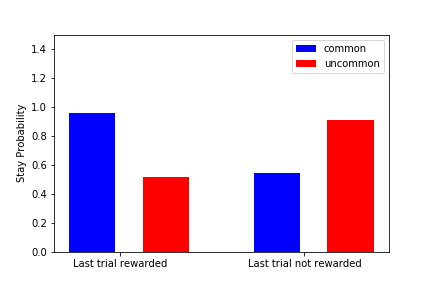 1.4
1.2
1.0
0.8
0.6
0.4
0.2
0.0
Stay Probability
common
uncommon
Last trial rewarded
Last trial not rewarded